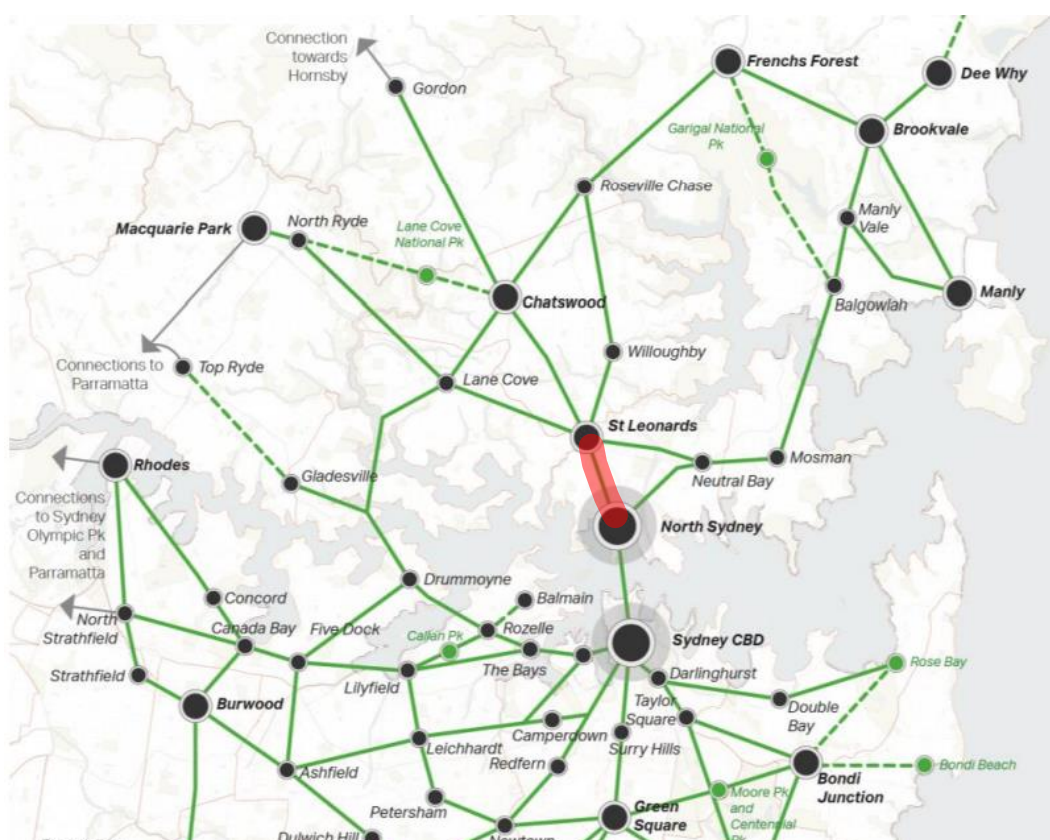 Connection
towards
Hornsby
Gordon
Frenchs Forest
Dee Why
Garigal National
Pk
Brookvale
Roseville Chase
Macquarie Park
North Ryde
Lane Cove
National Pk
Manly
Vale
Manly
Balgowlah
Chatswood
Connections to
Parramatta
Top Ryde
Willoughby
Lane Cove
St Leonards
Mosman
Neutral Bay
Rhodes
Gladesville
Connections
to Sydney
Olympic Pk
and
Parramatta
North Sydney
Drummoyne
Concord
Balmain
North
Strathfield
Canada Bay
Five Dock
Callan Pk
Rozelle
Sydney CBD
Rose Bay
Strathfield
Lilyfield
The Bays
Darlinghurst
Burwood
Taylor
Square
Double
Bay
Camperdown
Surry Hills
Leichhardt
Redfern
Ashfield
Bondi
Junction
Bondi Beach
Petersham
Moore Pk
and
Centennial
Pk
Green
Square
Dulwich Hill
Newtown